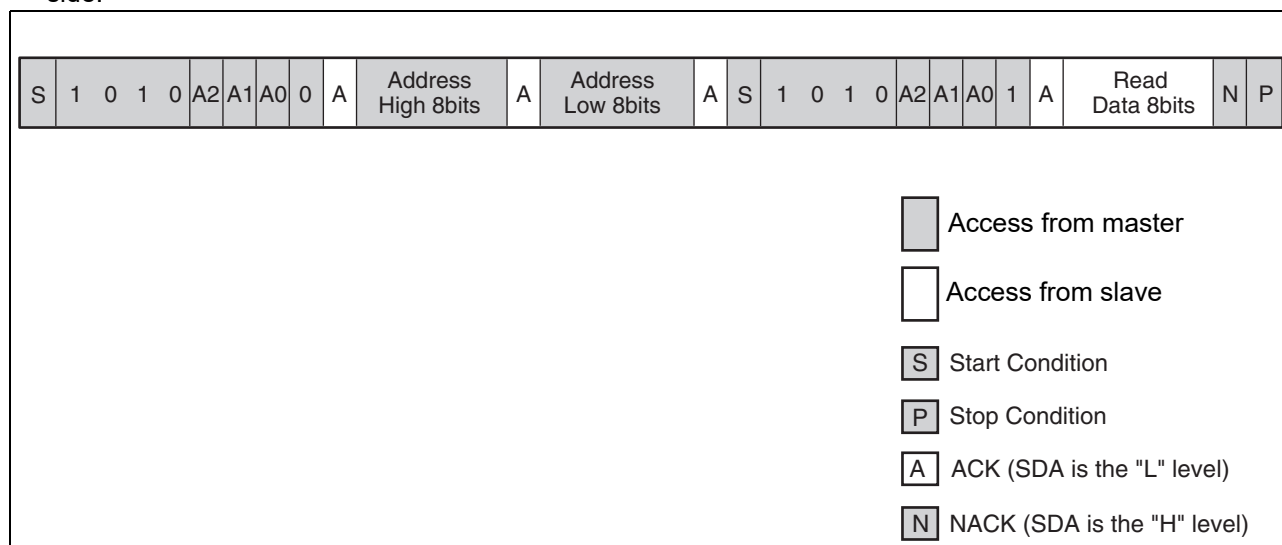 side.
S 1 0 1 0 A2 A1 A0 0 A Address High 8bits A Address Low 8bits A S 1 0 1 0 A2 A1 A0 1 A Read Data 8bits N P
Access from master
Access from slave
S Start Condition
P Stop Condition
A ACK (SDA is the "L" level)
N NACK (SDA is the "H" level)